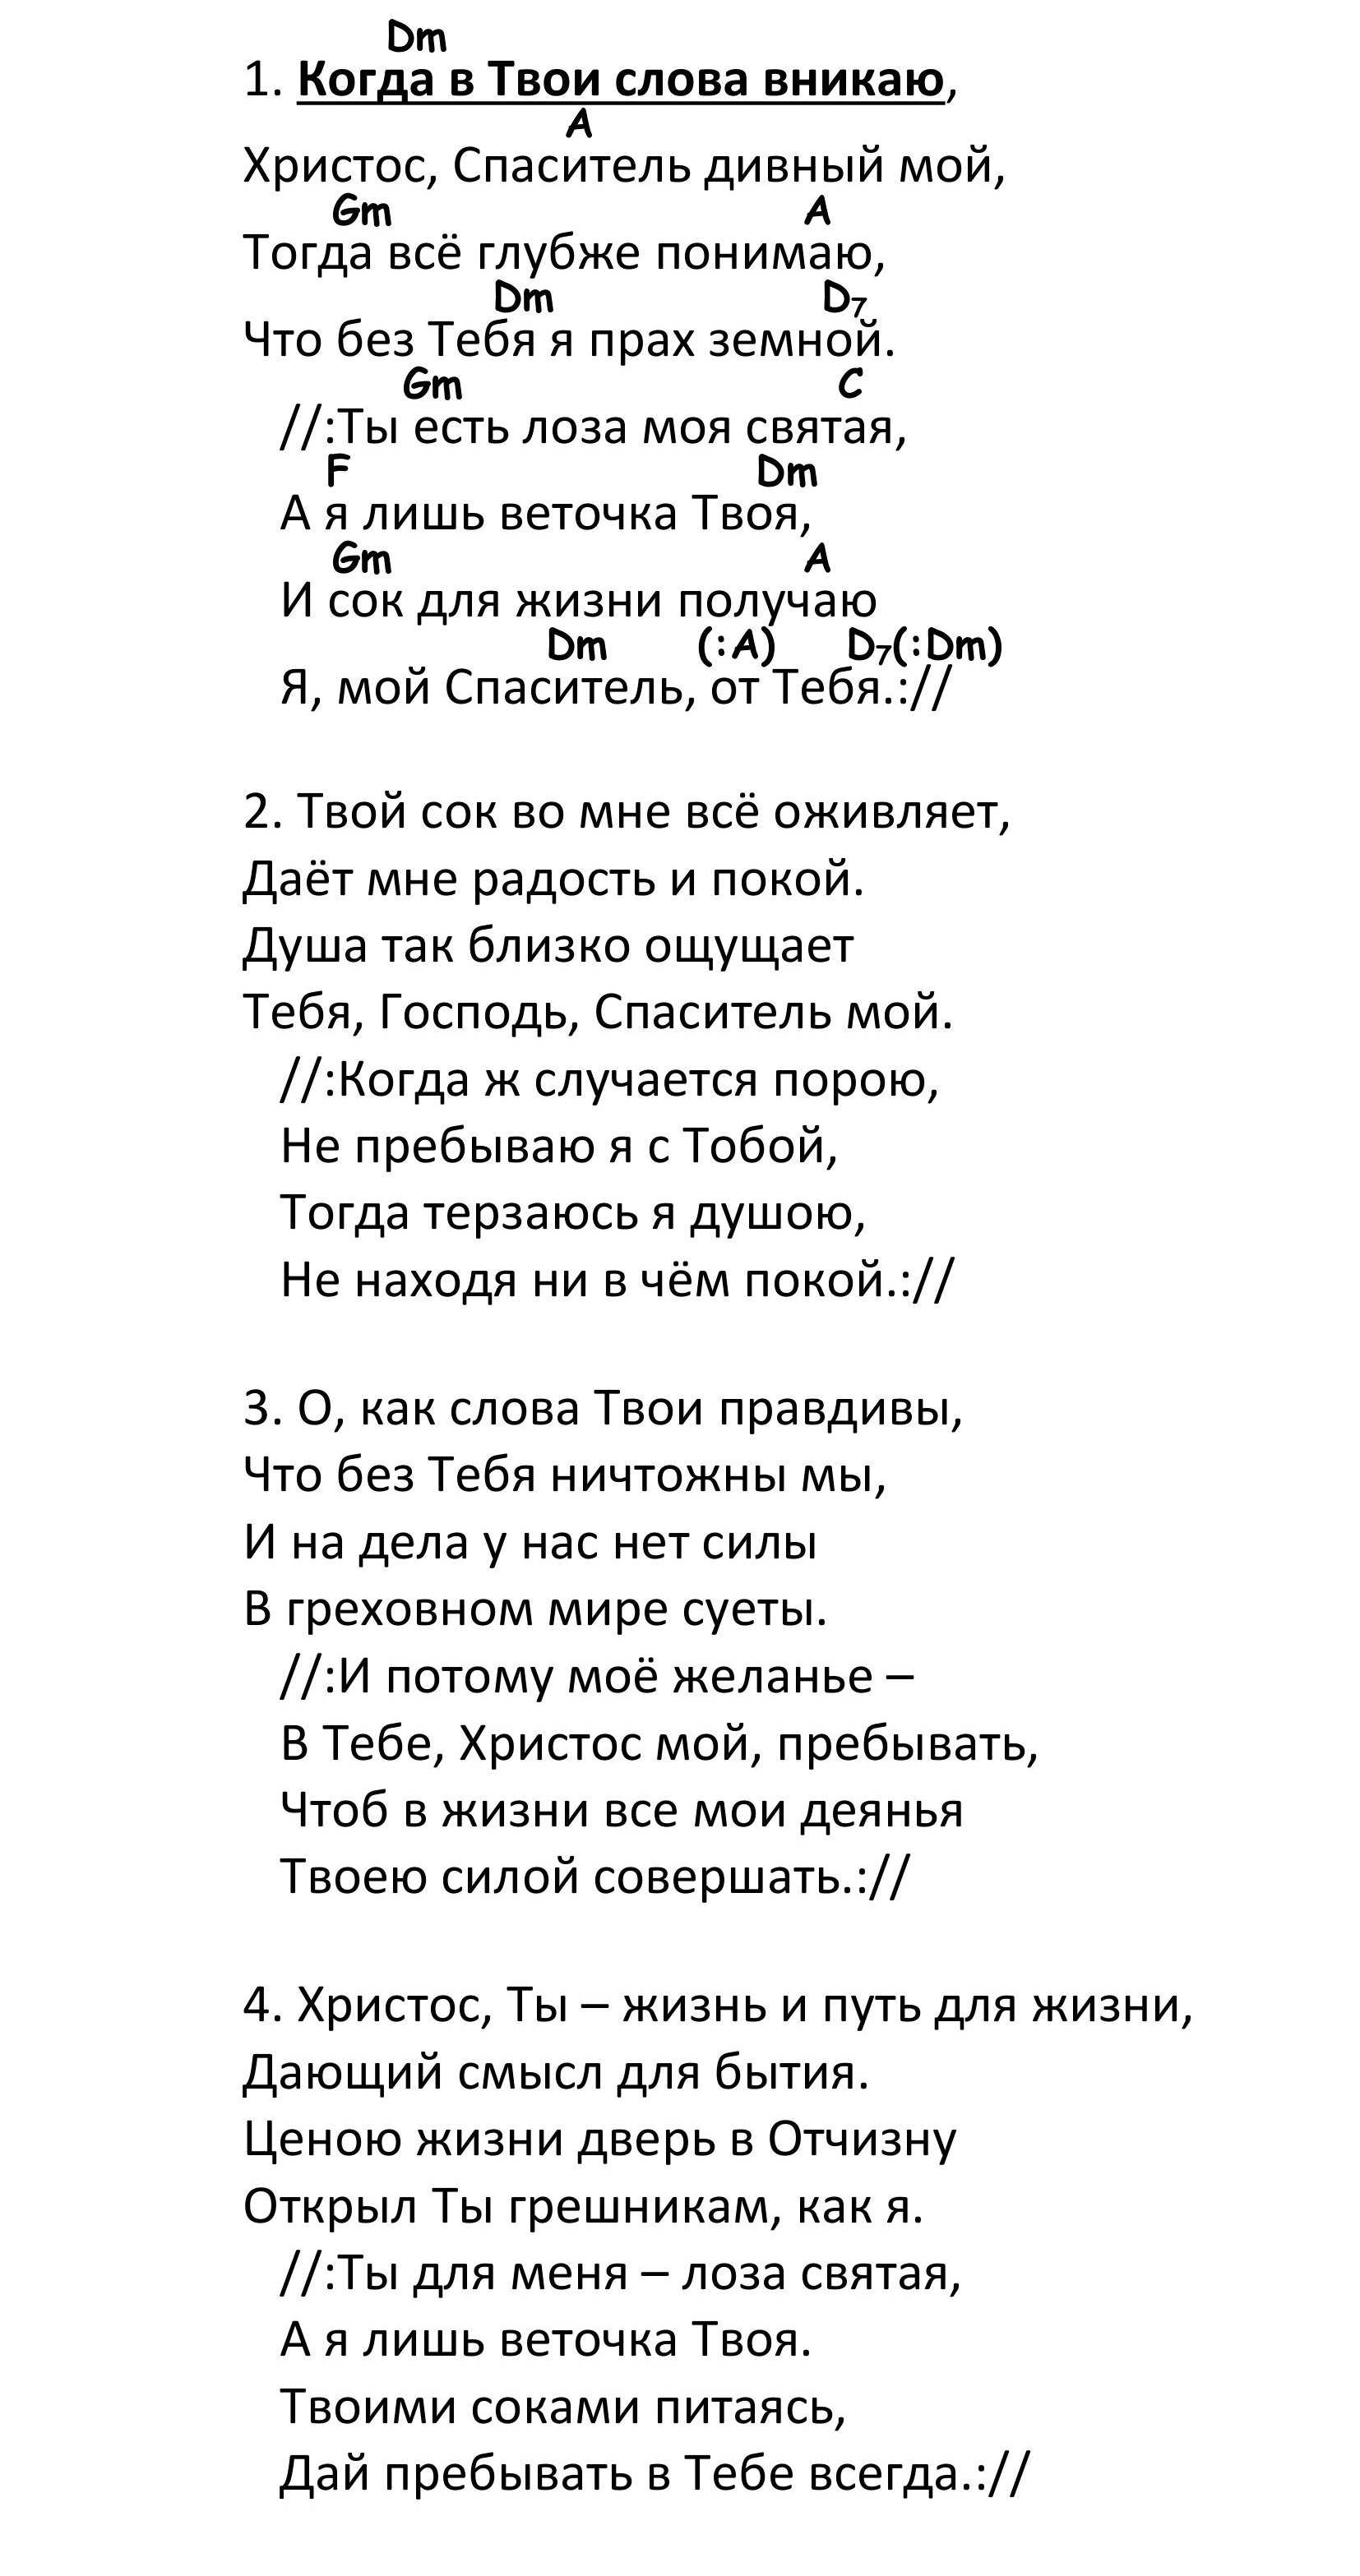 Dm
1. Когда в Твои слова вникаю,
A
Христос, Спаситель дивный мой,
Gm A
Тогда всё глубже понимаю,
Dm D7
Что без Тебя я прах земной.
Gm C
//:Ты есть лоза моя святая,
F Dm
А я лишь веточка Твоя,
Gm A
И сок для жизни получаю
Dm (:A) D7(:Dm)
Я, мой Спаситель, от Тебя.://
2. Твой сок во мне всё оживляет,
Даёт мне радость и покой.
Душа так близко ощущает
Тебя, Господь, Спаситель мой.
//:Когда ж случается порою,
Не пребываю я с Тобой,
Тогда терзаюсь я душою,
Не находя ни в чём покой.://
3. О, как слова Твои правдивы,
Что без Тебя ничтожны мы,
И на дела у нас нет силы
В греховном мире суеты.
//:И потому моё желанье –
В Тебе, Христос мой, пребывать,
Чтоб в жизни все мои деянья
Твоею силой совершать.://
4. Христос, Ты – жизнь и путь для жизни,
Дающий смысл для бытия.
Ценою жизни дверь в Отчизну
Открыл Ты грешникам, как я.
//:Ты для меня – лоза святая,
А я лишь веточка Твоя.
Твоими соками питаясь,
Дай пребывать в Тебе всегда.://